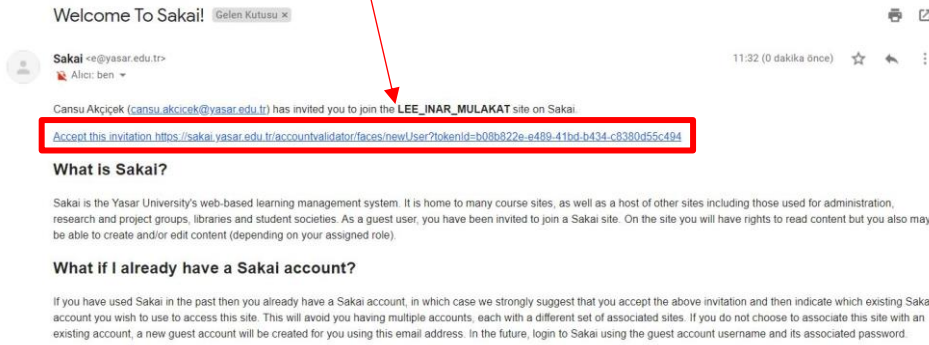 Welcome To Sakai! Gelen Kutusu ×
Sakai <e@yasar.edu.tr> 11:32 (0 dakika önce)
Alıcı: ben
Cansu Akçiçek (cansu.akcicek@yasar.edu.tr) has invited you to join the LEE_INAR_MULAKAT site on Sakai.
Accept this invitation https://sakai.yasar.edu.tr/accountvalidator/faces/newUser?tokenId=b08b822e-e489-41bd-b434-c8380d55c494
What is Sakai?
Sakai is the Yasar University's web-based learning management system. It is home to many course sites, as well as a host of other sites including those used for administration,
research and project groups, libraries and student societies. As a guest user, you have been invited to join a Sakai site. On the site you will have rights to read content but you also may
be able to create and/or edit content (depending on your assigned role).
What if I already have a Sakai account?
If you have used Sakai in the past then you already have a Sakai account, in which case we strongly suggest that you accept the above invitation and then indicate which existing Saka
account you wish to use to access this site. This will avoid you having multiple accounts, each with a different set of associated sites. If you do not choose to associate this site with an
existing account, a new guest account will be created for you using this email address. In the future, login to Sakai using the guest account username and its associated password.